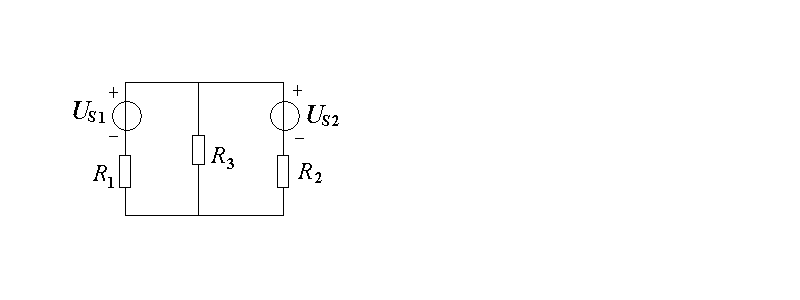 + +
U_S1 U_S2
− −
R_3
R_1 R_2